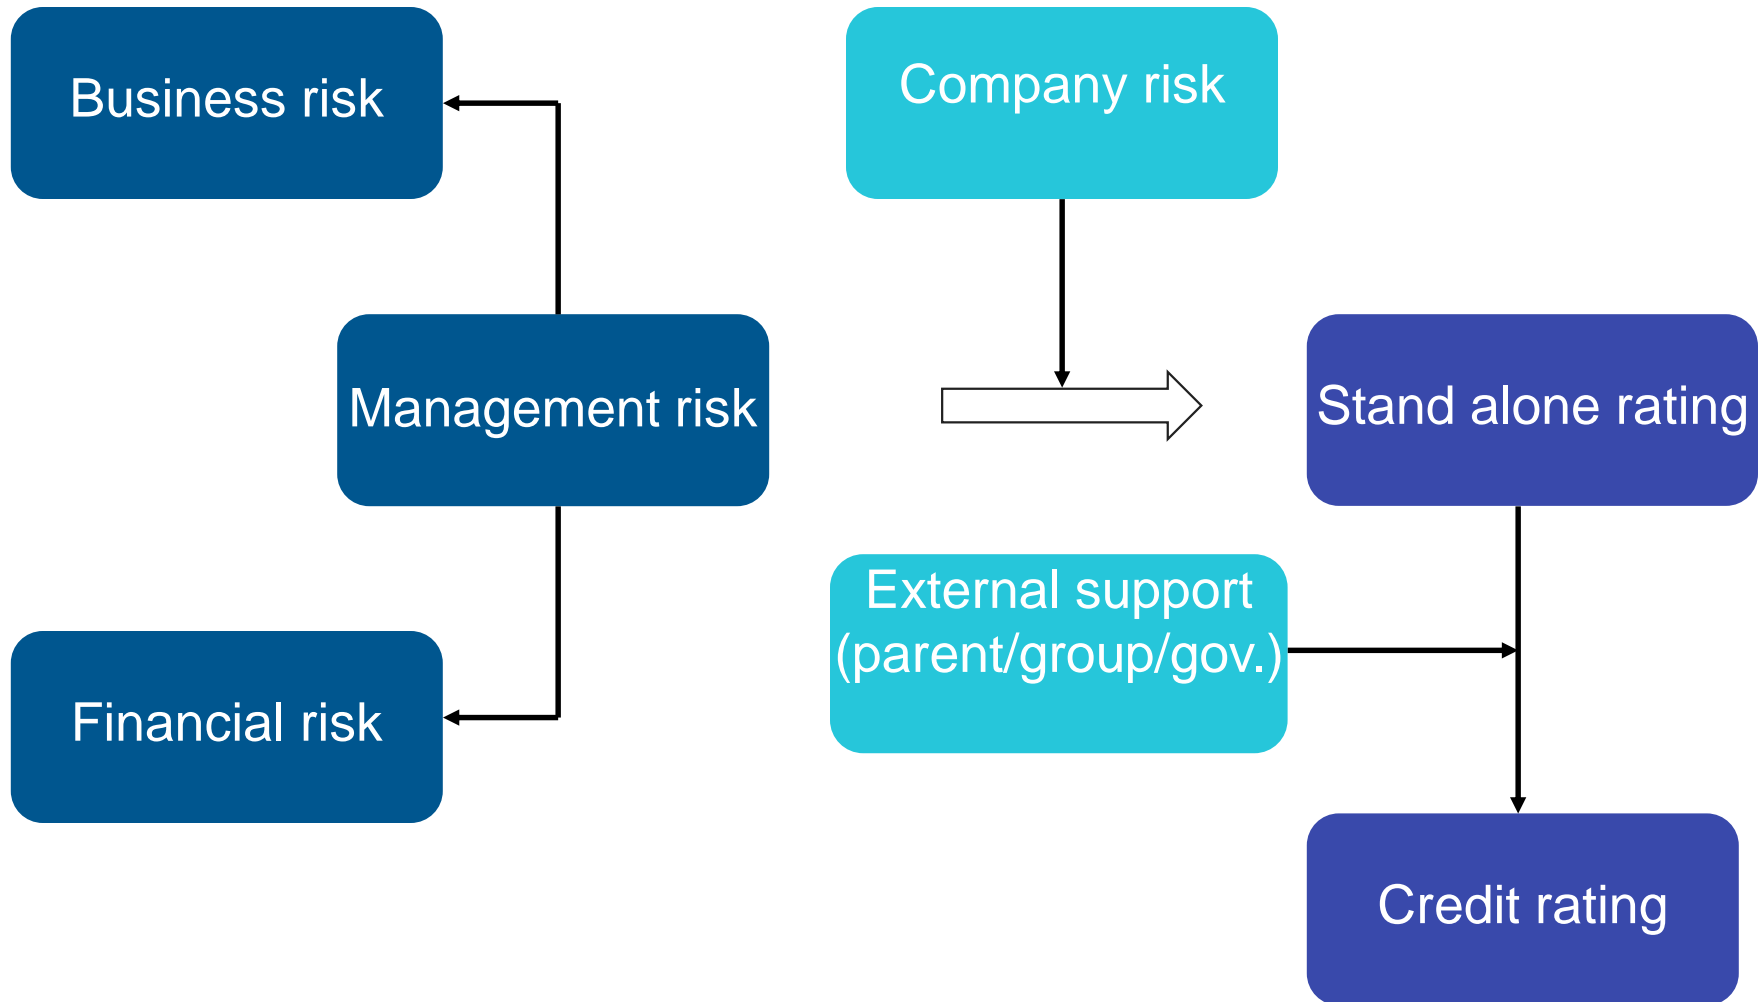 Business risk
Company risk
Management risk
Stand alone rating
External support
(parent/group/gov.)
Financial risk
Credit rating